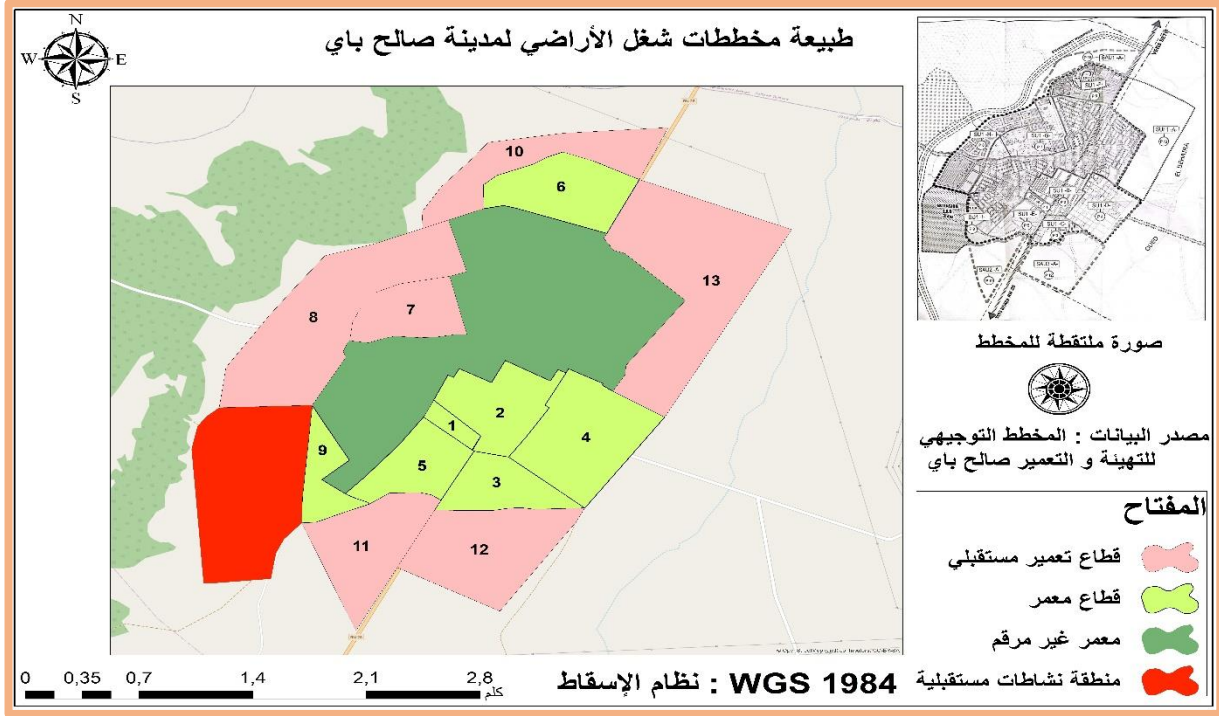 طبيعة مخططات شغل الأراضي لمدينة صالح باي
N
W E
S
10
6
13
8
7
2
1
4
9
5
3
11
12
صورة ملتقطة للمخطط
مصدر البيانات : المخطط التوجيهي
للتهيئة و التعمير صالح باي
المفتاح
قطاع تعمير مستقبلي
قطاع معمر
معمر غير مرقم
منطقة نشاطات مستقبلية
0 0,35 0,7 1,4 2,1 2,8
كلم
نظام الإسقاط : WGS 1984